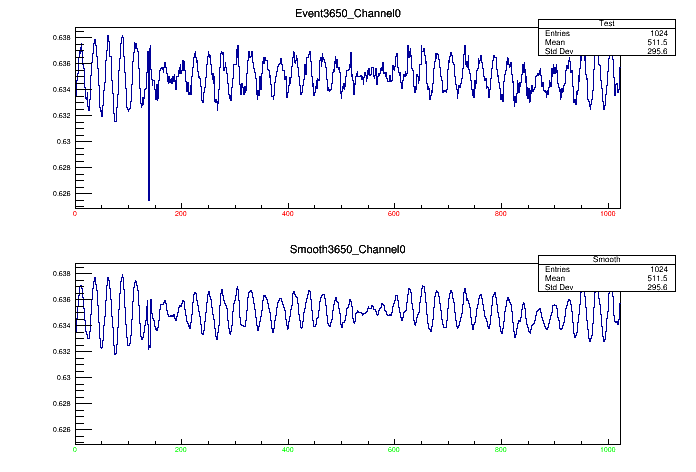 Event3650_Channel0
Test
Entries 1024
Mean 511.5
Std Dev 295.6
0.638
0.636
0.634
0.632
0.63
0.628
0.626
0 200 400 600 800 1000
Smooth3650_Channel0
Smooth
Entries 1024
Mean 511.5
Std Dev 295.6
0.638
0.636
0.634
0.632
0.63
0.628
0.626
0 200 400 600 800 1000